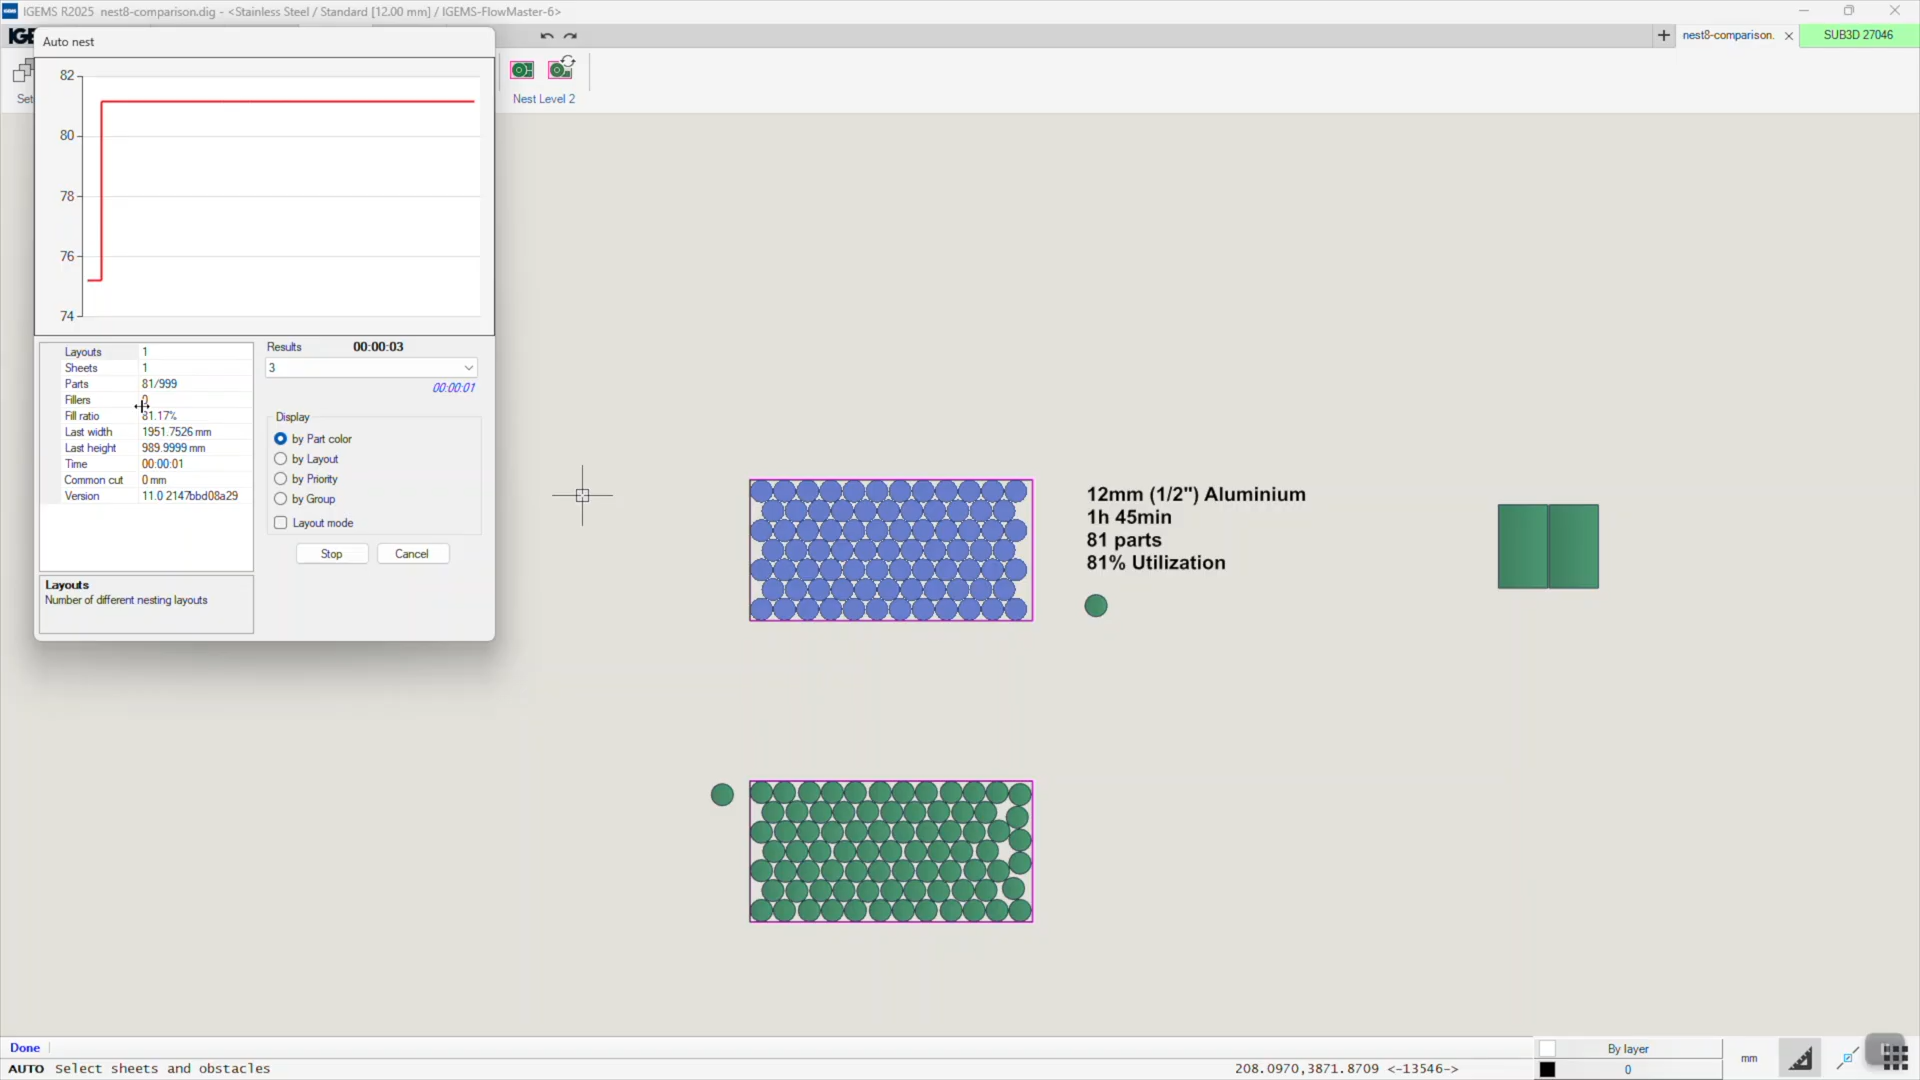 IGEMS R2025 nest8-comparison.dig - <Stainless Steel / Standard [12.00 mm] / IGEMS-FlowMaster-6>
nest8-comparison.
SUB3D 27046
Auto nest
Nest Level 2
82
80
78
76
74
Layouts 1
Sheets 1
Parts 81/999
Fillers 0
Fill ratio 81.17%
Last width 1951.7526 mm
Last height 989.9999 mm
Time 00:00:01
Common cut 0 mm
Version 11.0 2147bbd08a29
Layouts
Number of different nesting layouts
Results 00:00:03
3
00:00:01
Display
by Part color
by Layout
by Priority
by Group
Layout mode
Stop Cancel
12mm (1/2") Aluminium
1h 45min
81 parts
81% Utilization
Done
AUTO Select sheets and obstacles
208.0970,3871.8709 <-13546->
By layer
0
mm